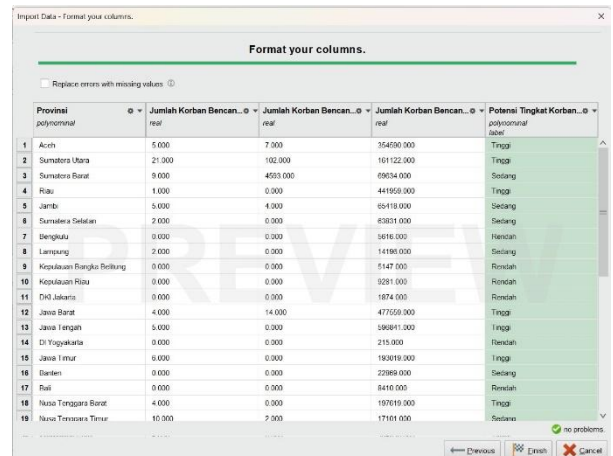 Import Data - Format your columns.
Format your columns.
Replace errors with missing values
Provinsi Jumlah Korban Bencan... Jumlah Korban Bencan... Jumlah Korban Bencan... Potensi Tingkat Korban...
polynominal real real real polynominal
label
1 Aceh 5.000 7.000 354590.000 Tinggi
2 Sumatera Utara 21.000 102.000 161122.000 Tinggi
3 Sumatera Barat 9.000 4593.000 69634.000 Sedang
4 Riau 1.000 0.000 441959.000 Tinggi
5 Jambi 5.000 4.000 65418.000 Sedang
6 Sumatera Selatan 2.000 0.000 63831.000 Sedang
7 Bengkulu 0.000 0.000 5616.000 Rendah
8 Lampung 2.000 0.000 14198.000 Sedang
9 Kepulauan Bangka Belitung 0.000 0.000 5147.000 Rendah
10 Kepulauan Riau 0.000 0.000 9281.000 Rendah
11 DKI Jakarta 0.000 0.000 1874.000 Rendah
12 Jawa Barat 4.000 14.000 477659.000 Tinggi
13 Jawa Tengah 5.000 0.000 596841.000 Tinggi
14 DI Yogyakarta 0.000 0.000 215.000 Rendah
15 Jawa Timur 6.000 0.000 193019.000 Tinggi
16 Banten 0.000 0.000 22969.000 Sedang
17 Bali 0.000 0.000 8410.000 Rendah
18 Nusa Tenggara Barat 4.000 0.000 197619.000 Tinggi
19 Nusa Tenggara Timur 10.000 2.000 17101.000 Sedang
PREVIEW
no problems.
Previous Finish Cancel